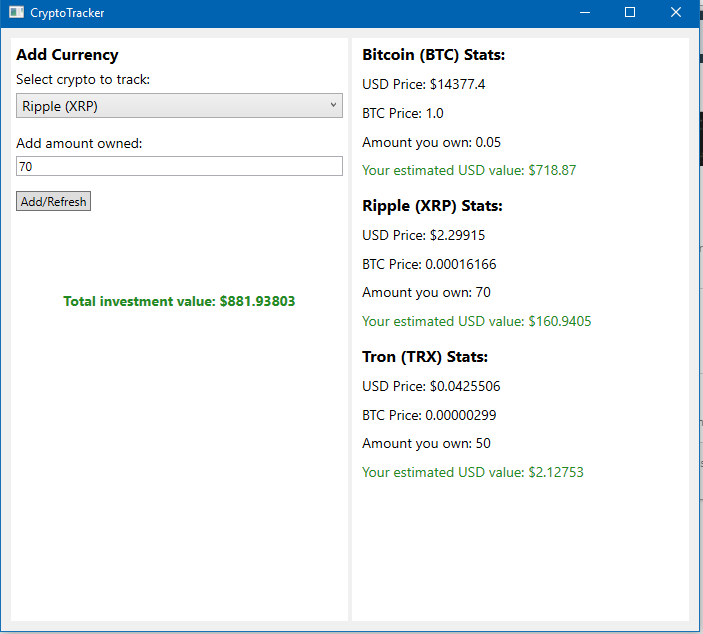 CryptoTracker
Add Currency
Select crypto to track:
Ripple (XRP)
Add amount owned:
70
Add/Refresh
Total investment value: $881.93803
Bitcoin (BTC) Stats:
USD Price: $14377.4
BTC Price: 1.0
Amount you own: 0.05
Your estimated USD value: $718.87
Ripple (XRP) Stats:
USD Price: $2.29915
BTC Price: 0.00016166
Amount you own: 70
Your estimated USD value: $160.9405
Tron (TRX) Stats:
USD Price: $0.0425506
BTC Price: 0.00000299
Amount you own: 50
Your estimated USD value: $2.12753